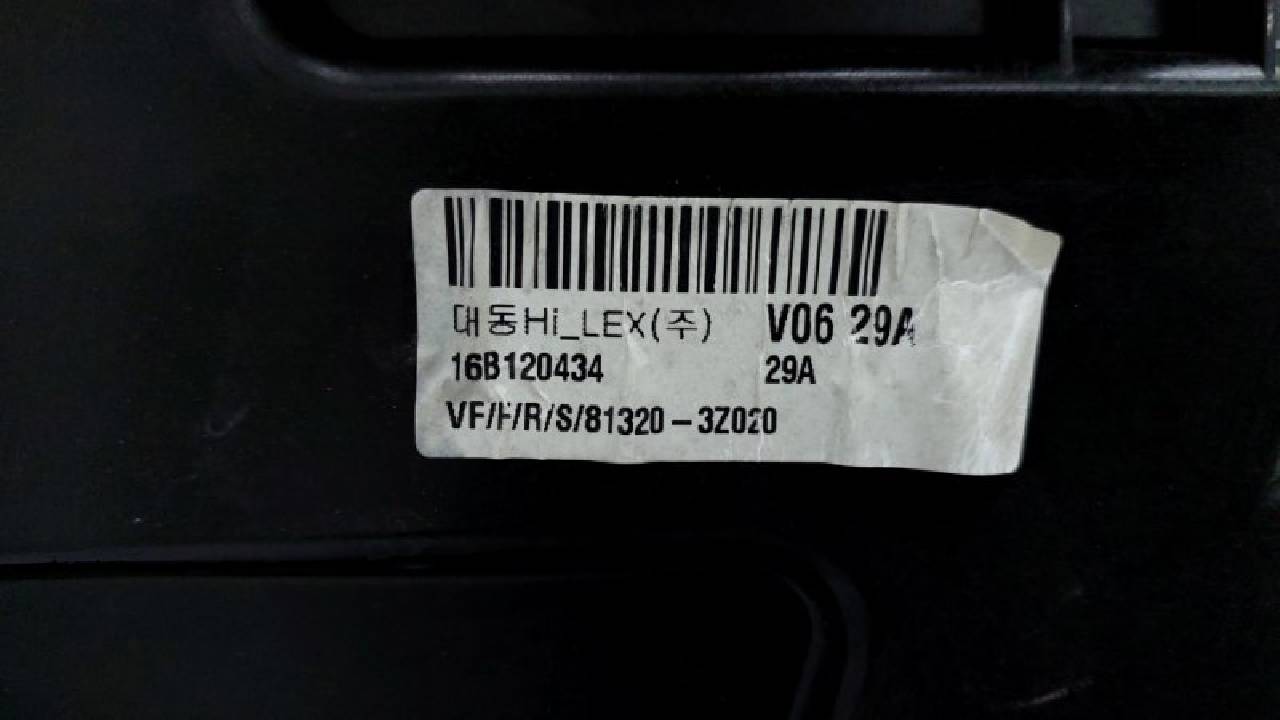 대동Hi_LEX(주) V06 29A
16B120434 29A
VF/F/R/S/81320-3Z020